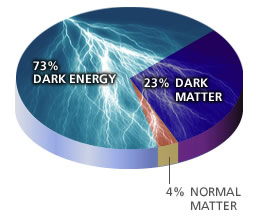 73%
DARK ENERGY
23% DARK
MATTER
4% NORMAL
MATTER